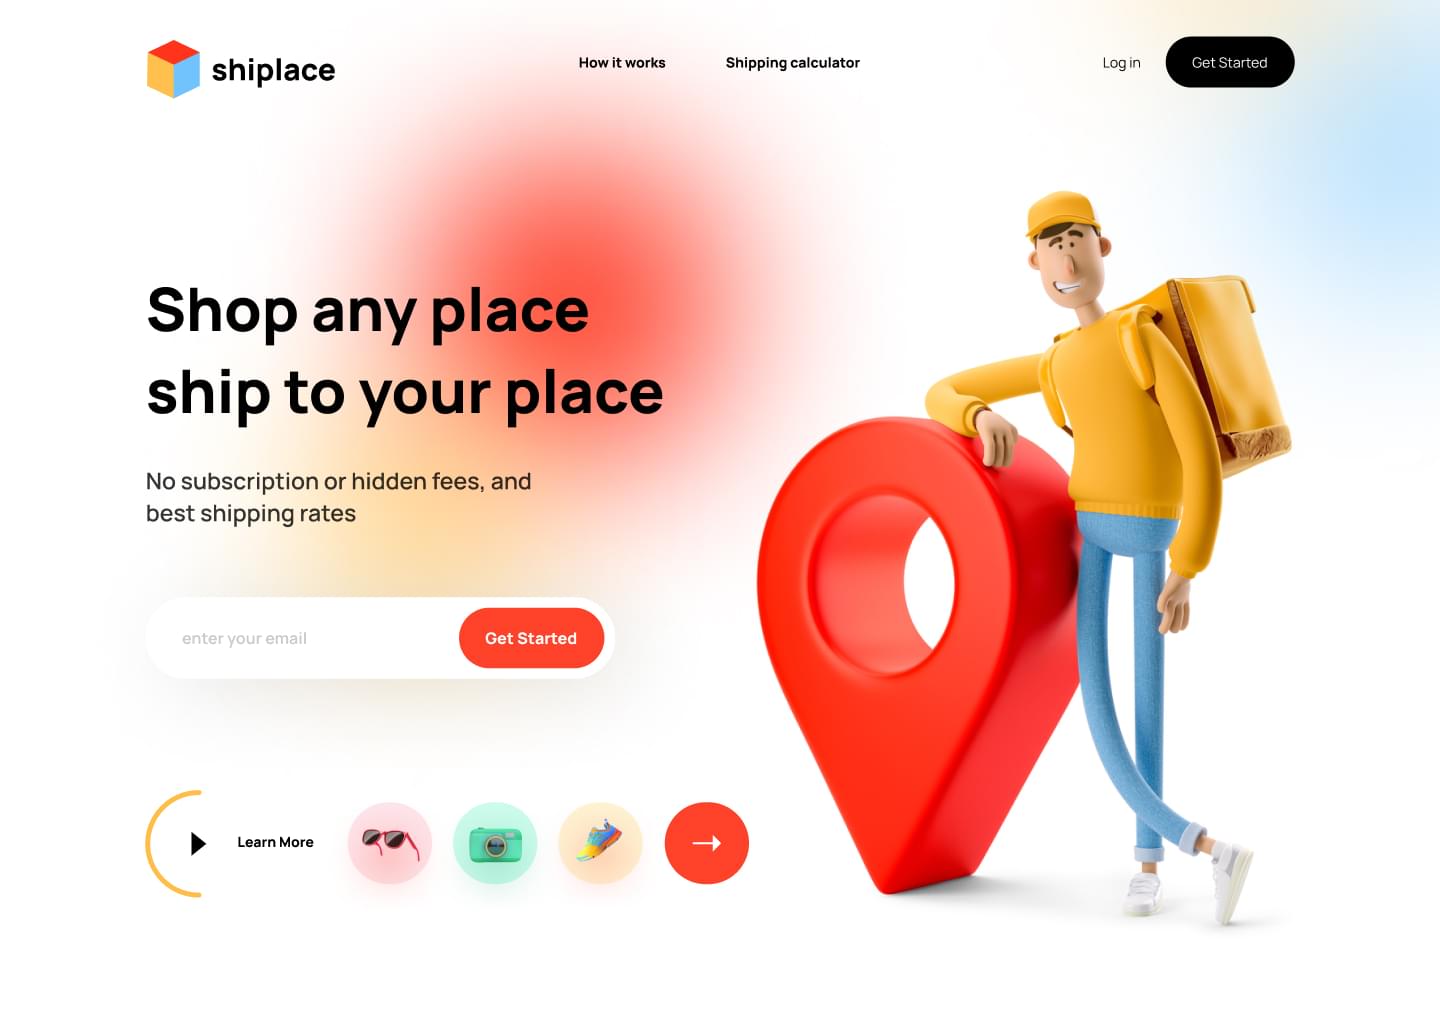 shiplace
How it works
Shipping calculator
Log in
Get Started
Shop any place
ship to your place
No subscription or hidden fees, and
best shipping rates
enter your email
Get Started
Learn More